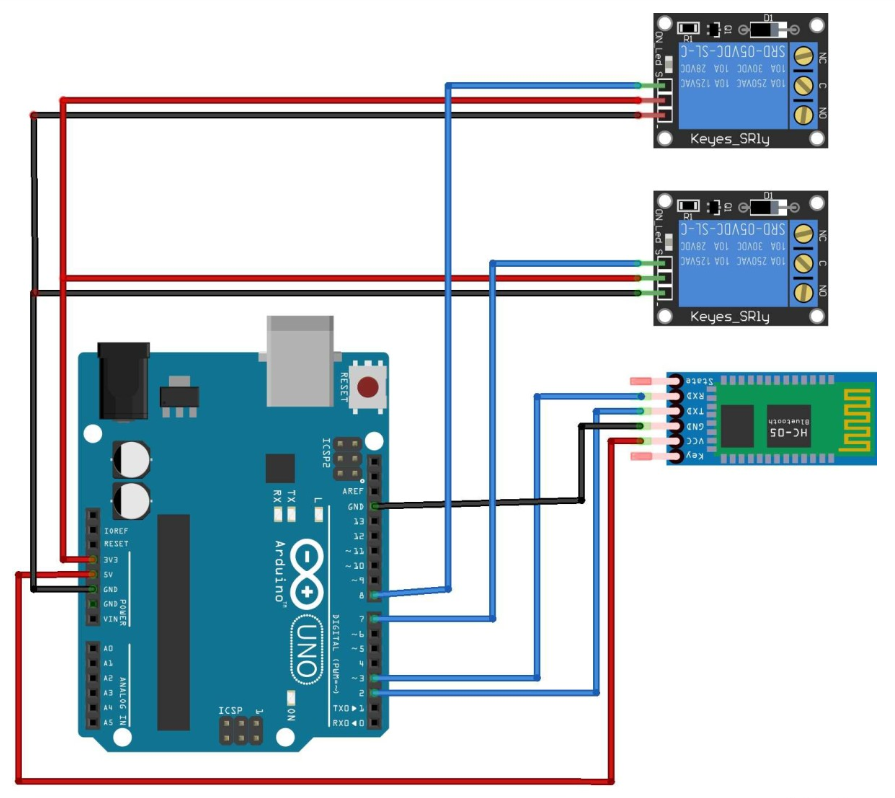 D1
R1
Q1
ON_Led
S
-
SRD-05VDC-SL-C
10A 30VDC 10A 28VDC
10A 250VAC 10A 125VAC
NC
C
NO
Keyes_SRly
D1
R1
Q1
ON_Led
S
-
SRD-05VDC-SL-C
10A 30VDC 10A 28VDC
10A 250VAC 10A 125VAC
NC
C
NO
Keyes_SRly
State
RXD
TXD
GND
VCC
Key
HC-05
Bluetooth
RESET
ICSP2
AREF
GND
13
12
~11
~10
~9
8
7
~6
~5
4
~3
2
TX0►1
RX0◄0
DIGITAL (PWM=~)
RX
TX
L
Arduino™
UNO
ON
ICSP
1
IOREF
RESET
3V3
5V
GND
GND
VIN
POWER
A0
A1
A2
A3
A4
A5
ANALOG IN